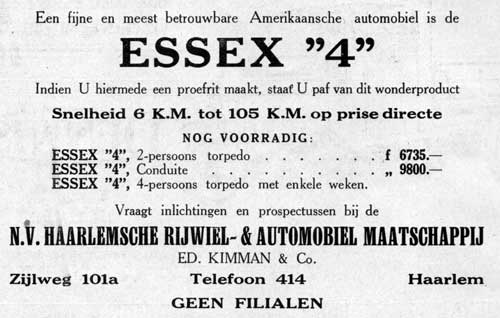 Een fijne en meest betrouwbare Amerikaansche automobiel is de
ESSEX "4"
Indien U hiermede een proefrit maakt, staat U paf van dit wonderproduct
Snelheid 6 K.M. tot 105 K.M. op prise directe
NOG VOORRADIG:
ESSEX "4", 2-persoons torpedo . . . . . . . f 6735.—
ESSEX "4", Conduite . . . . . . . . . „ 9800.—
ESSEX "4", 4-persoons torpedo met enkele weken.
Vraagt inlichtingen en prospectussen bij de
N.V. HAARLEMSCHE RIJWIEL- & AUTOMOBIEL MAATSCHAPPIJ
ED. KIMMAN & Co.
Zijlweg 101a Telefoon 414 Haarlem
GEEN FILIALEN